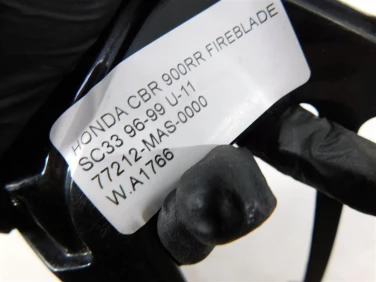 HONDA CBR 900RR FIREBLADE
SC33 96-99 U-11
77212-MAS-0000
W.A1766